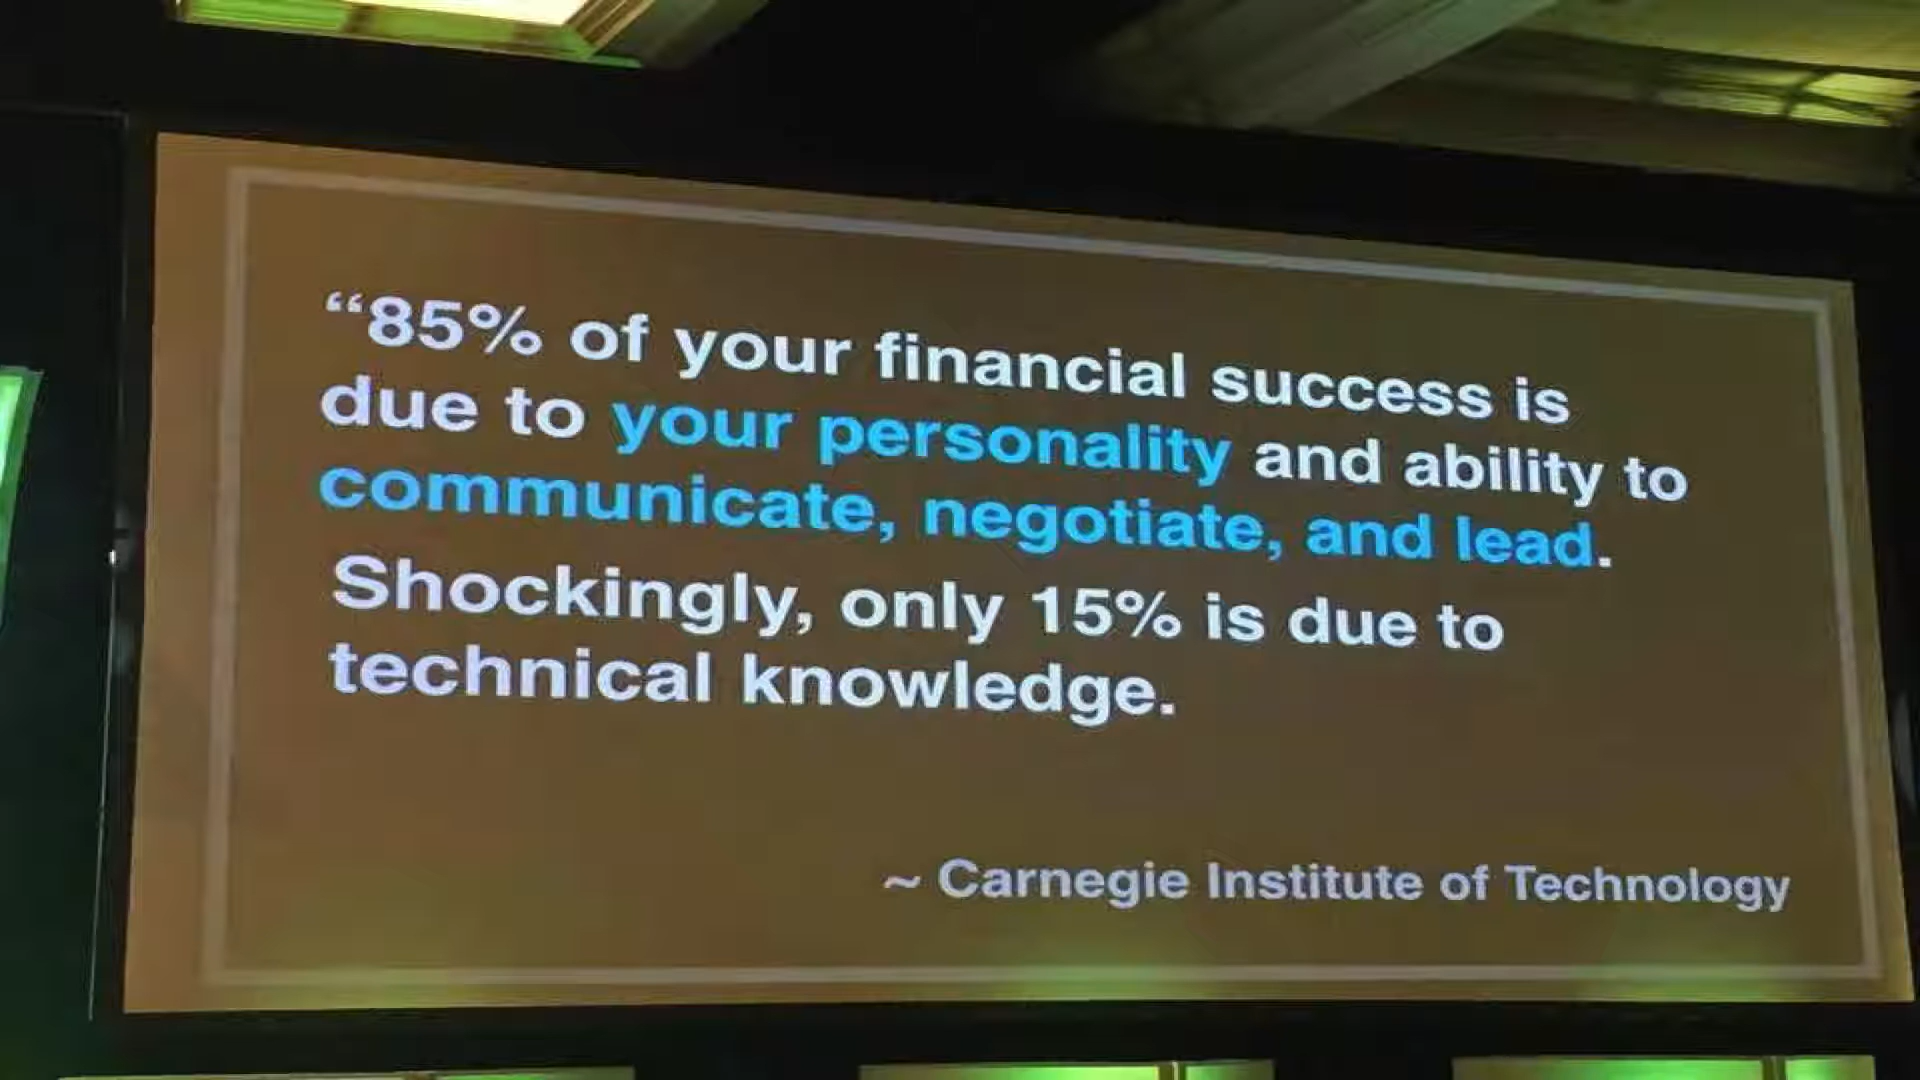 “85% of your financial success is
due to your personality and ability to
communicate, negotiate, and lead.
Shockingly, only 15% is due to
technical knowledge.
~ Carnegie Institute of Technology